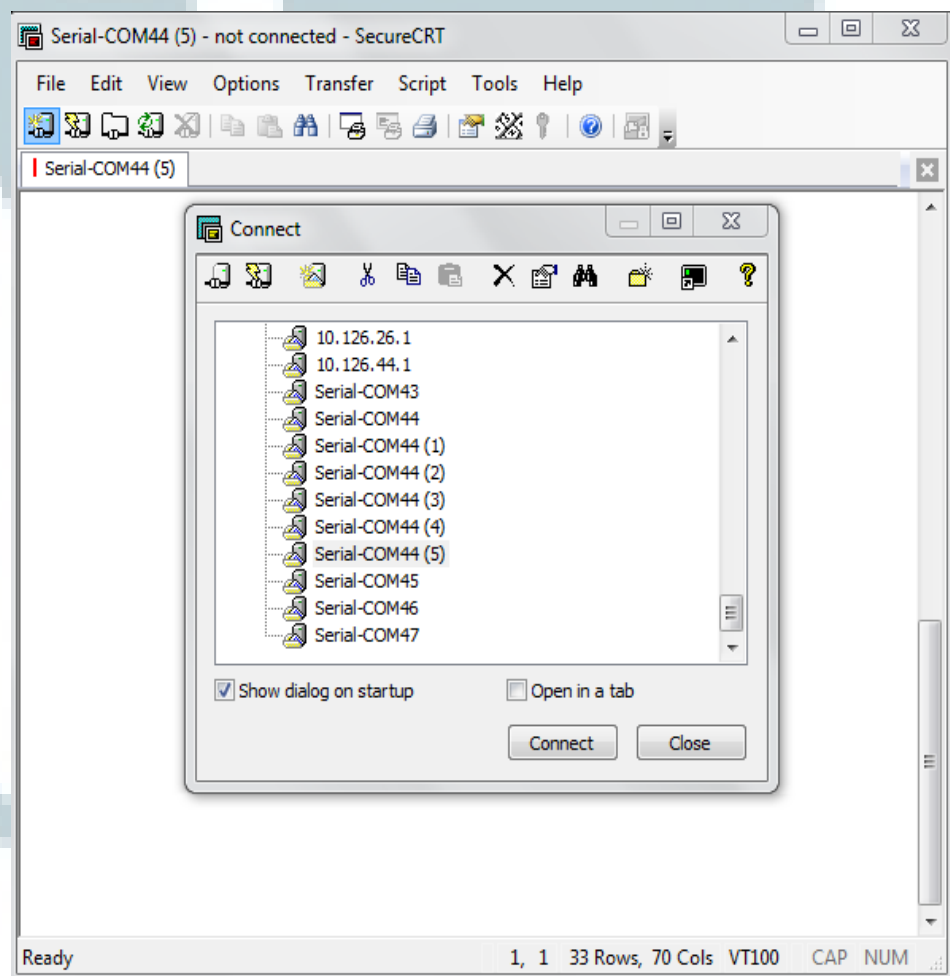 Serial-COM44 (5) - not connected - SecureCRT
File Edit View Options Transfer Script Tools Help
Serial-COM44 (5)
Connect
10.126.26.1
10.126.44.1
Serial-COM43
Serial-COM44
Serial-COM44 (1)
Serial-COM44 (2)
Serial-COM44 (3)
Serial-COM44 (4)
Serial-COM44 (5)
Serial-COM45
Serial-COM46
Serial-COM47
Show dialog on startup Open in a tab
Connect Close
Ready 1, 1 33 Rows, 70 Cols VT100 CAP NUM